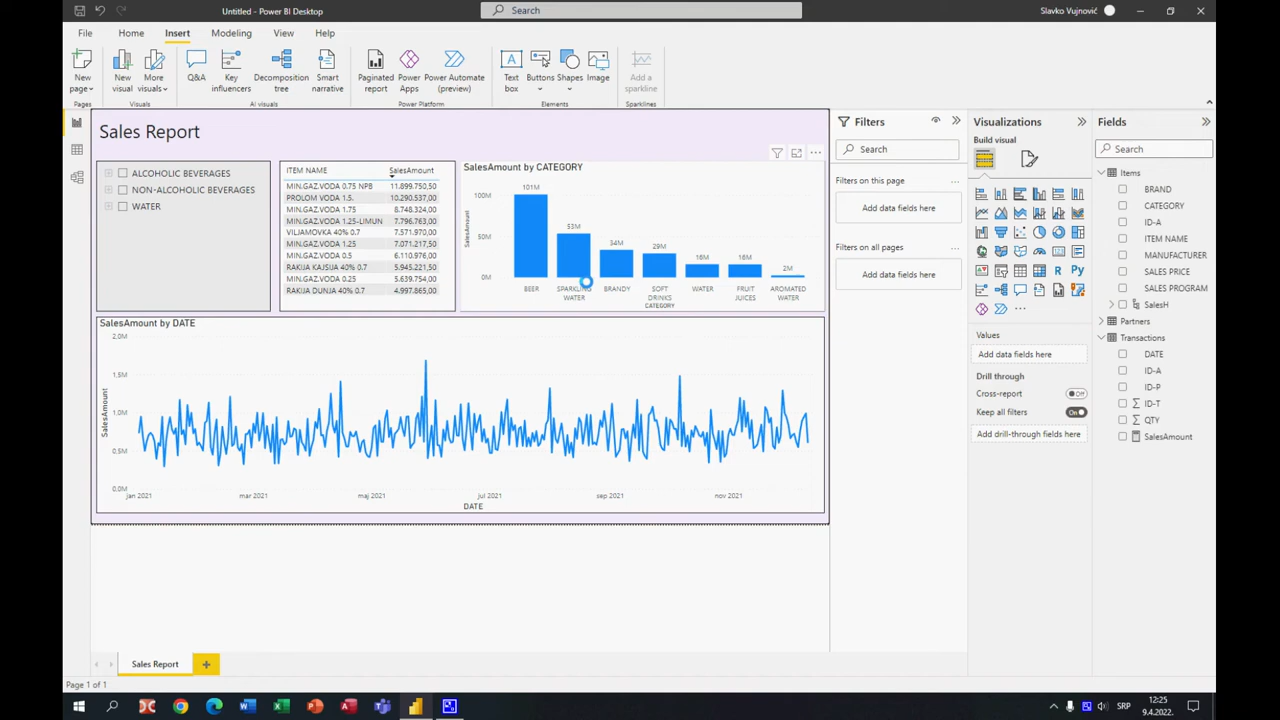 Untitled - Power BI Desktop
Search
Slavko Vujnović
File Home Insert Modeling View Help
New page
New visual
More visuals
Q&A
Key influencers
Decomposition tree
Smart narrative
Paginated report
Power Apps
Power Automate (preview)
Text box
Buttons
Shapes
Image
Add a sparkline
Pages
Visuals
AI visuals
Power Platform
Elements
Sparklines
Sales Report
ALCOHOLIC BEVERAGES
NON-ALCOHOLIC BEVERAGES
WATER
ITEM NAME SalesAmount
MIN.GAZ.VODA 0.75 NPB 11.899.750,50
PROLOM VODA 1.5. 10.290.537,00
MIN.GAZ.VODA 1.75 8.748.324,00
MIN.GAZ.VODA 1.25-LIMUN 7.796.763,00
VILJAMOVKA 40% 0.7 7.571.970,00
MIN.GAZ.VODA 1.25 7.071.217,50
MIN.GAZ.VODA 0.5 6.110.976,00
RAKIJA KAJSIJA 40% 0.7 5.945.221,50
MIN.GAZ.VODA 0.25 5.639.754,00
RAKIJA DUNJA 40% 0.7 4.997.865,00
SalesAmount by CATEGORY
SalesAmount
100M
50M
0M
101M
53M
34M
29M
16M
16M
2M
BEER
SPARKLING WATER
BRANDY
SOFT DRINKS
WATER
FRUIT JUICES
AROMATED WATER
CATEGORY
SalesAmount by DATE
SalesAmount
2,0M
1,5M
1,0M
0,5M
0,0M
jan 2021
mar 2021
maj 2021
jul 2021
sep 2021
nov 2021
DATE
Filters
Search
Filters on this page
Add data fields here
Filters on all pages
Add data fields here
Visualizations
Build visual
R Py
123
Values
Add data fields here
Drill through
Cross-report
Off
Keep all filters
On
Add drill-through fields here
Fields
Search
Items
BRAND
CATEGORY
ID-A
ITEM NAME
MANUFACTURER
SALES PRICE
SALES PROGRAM
SalesH
Partners
Transactions
DATE
ID-A
ID-P
ID-T
QTY
SalesAmount
Sales Report
Page 1 of 1
SRP
12:25
9.4.2022.